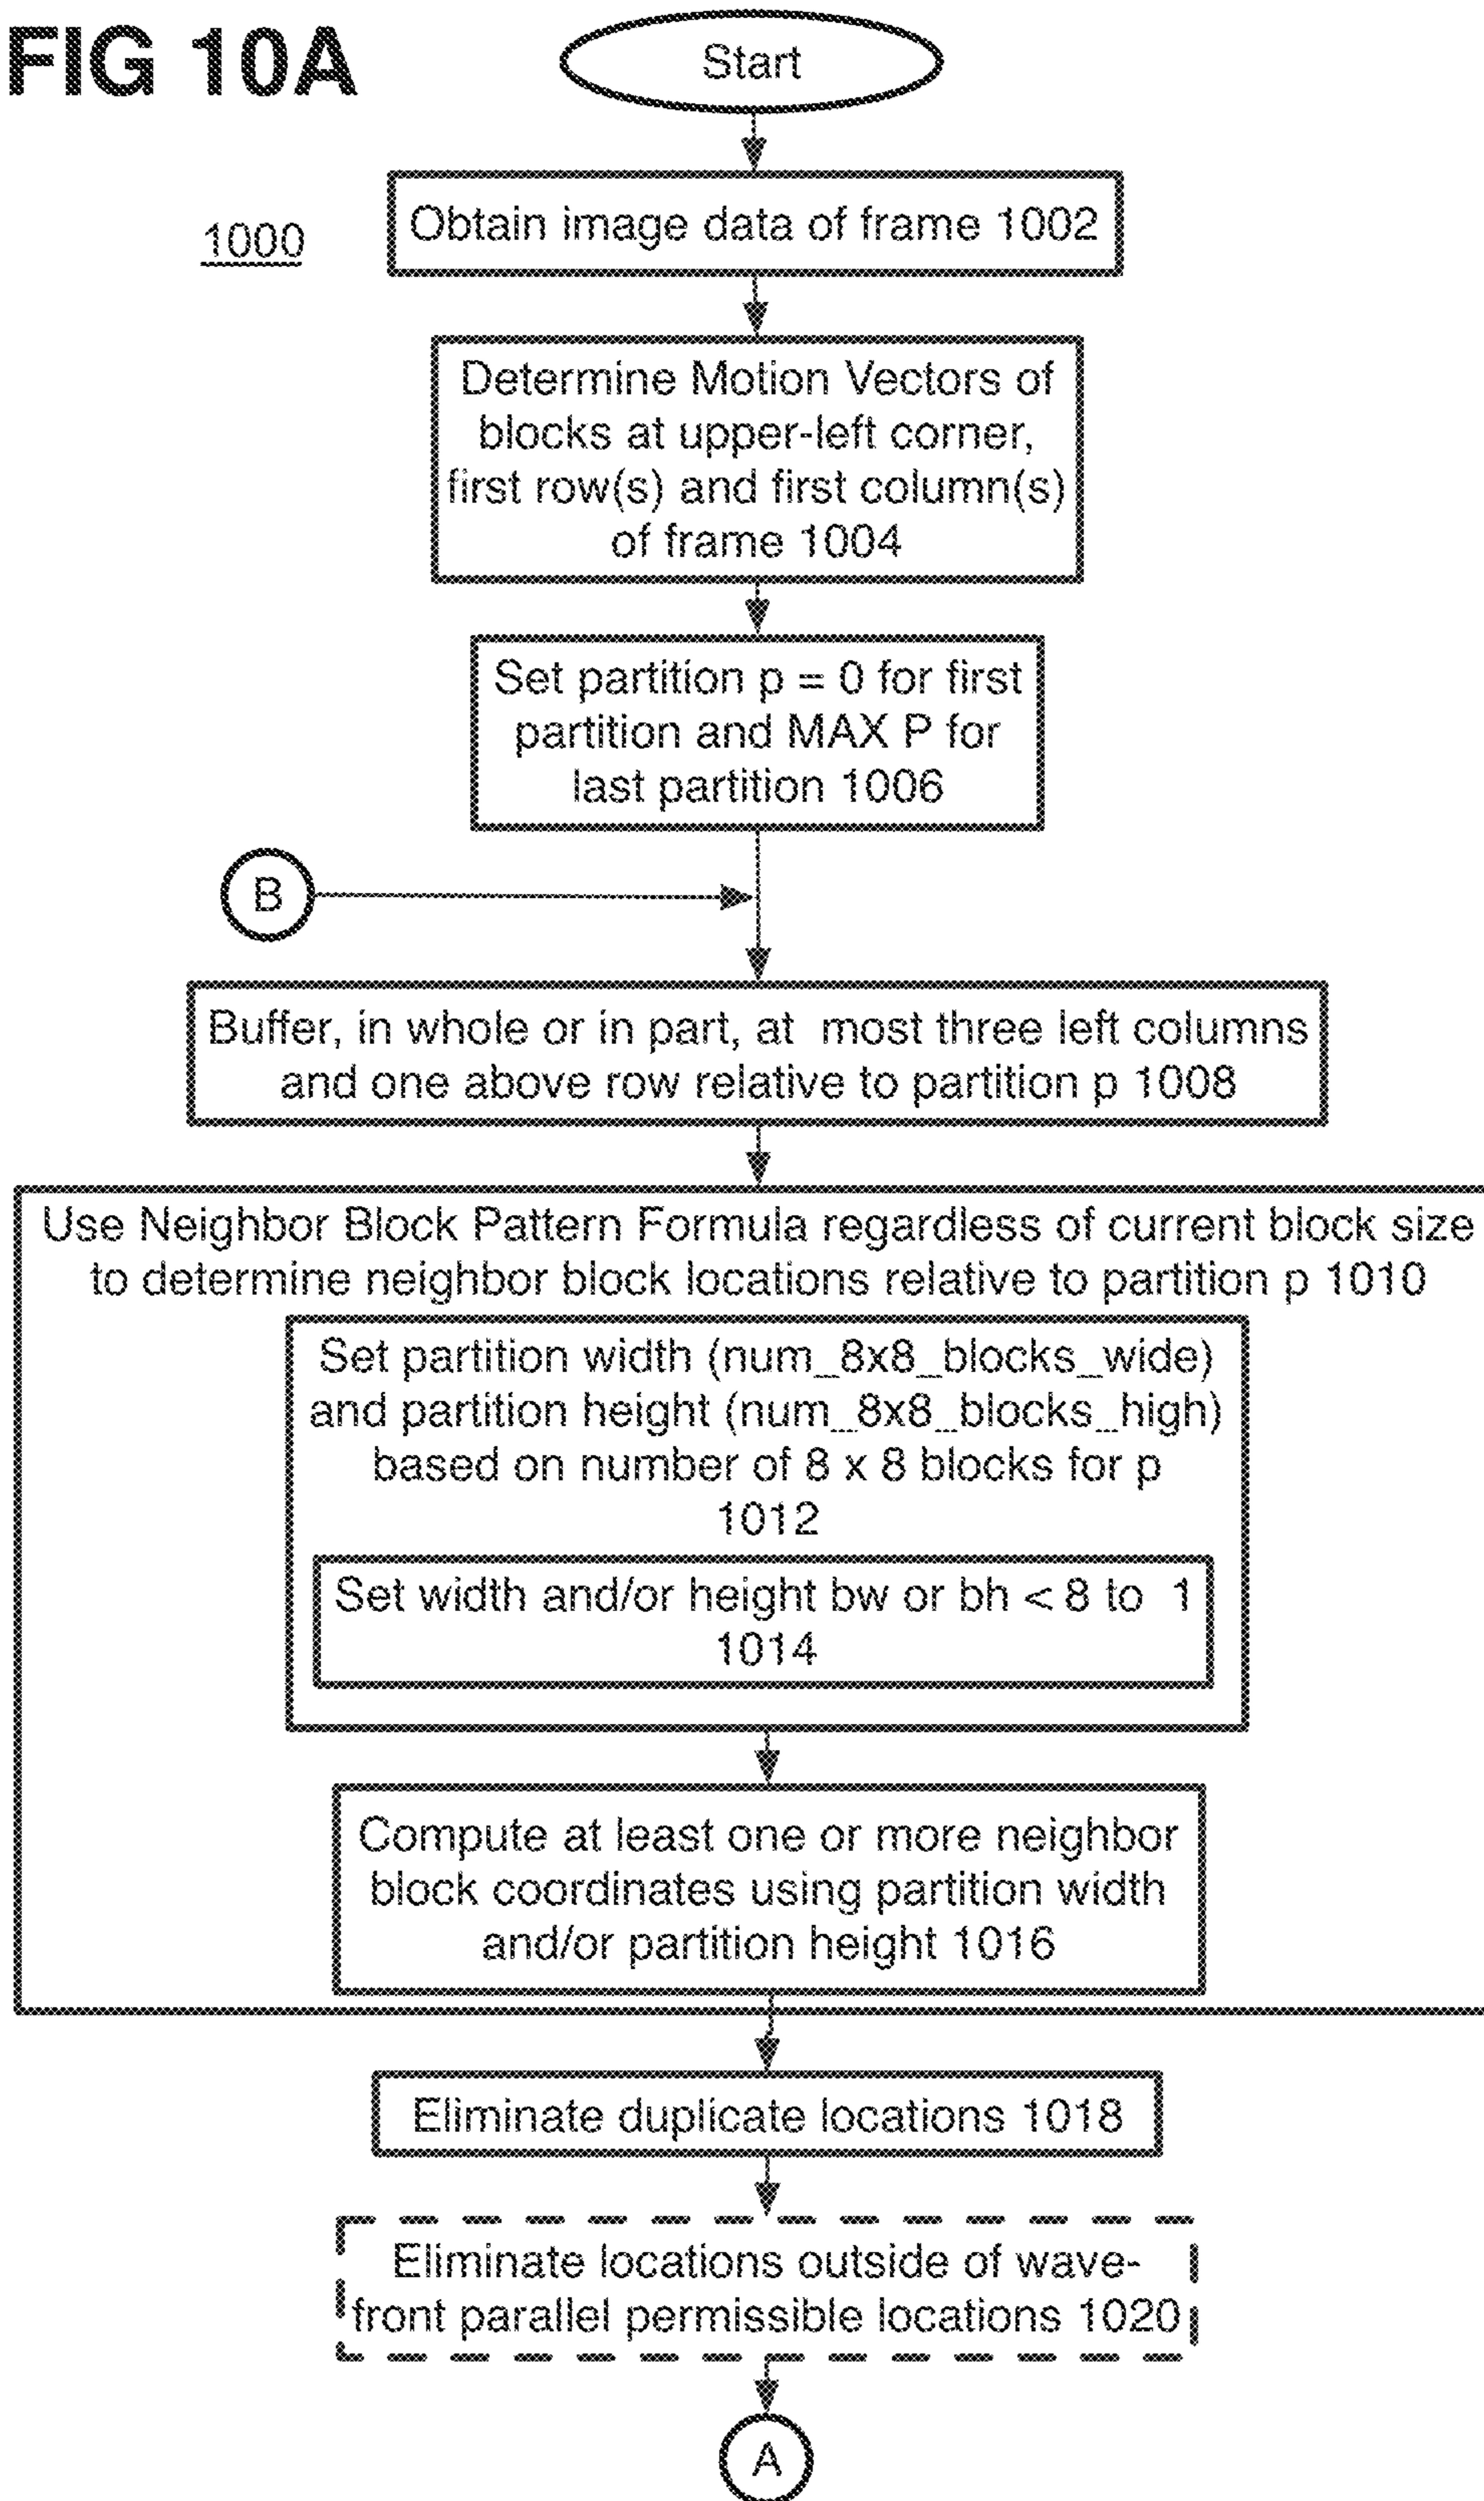 FIG 10A
Start
1000
Obtain image data of frame 1002
Determine Motion Vectors of
blocks at upper-left corner,
first row(s) and first column(s)
of frame 1004
Set partition p = 0 for first
partition and MAX P for
last partition 1006
B
Buffer, in whole or in part, at most three left columns
and one above row relative to partition p 1008
Use Neighbor Block Pattern Formula regardless of current block size
to determine neighbor block locations relative to partition p 1010
Set partition width (num_8x8_blocks_wide)
and partition height (num_8x8_blocks_high)
based on number of 8 x 8 blocks for p
1012
Set width and/or height bw or bh < 8 to 1
1014
Compute at least one or more neighbor
block coordinates using partition width
and/or partition height 1016
Eliminate duplicate locations 1018
Eliminate locations outside of wave-
front parallel permissible locations 1020
A